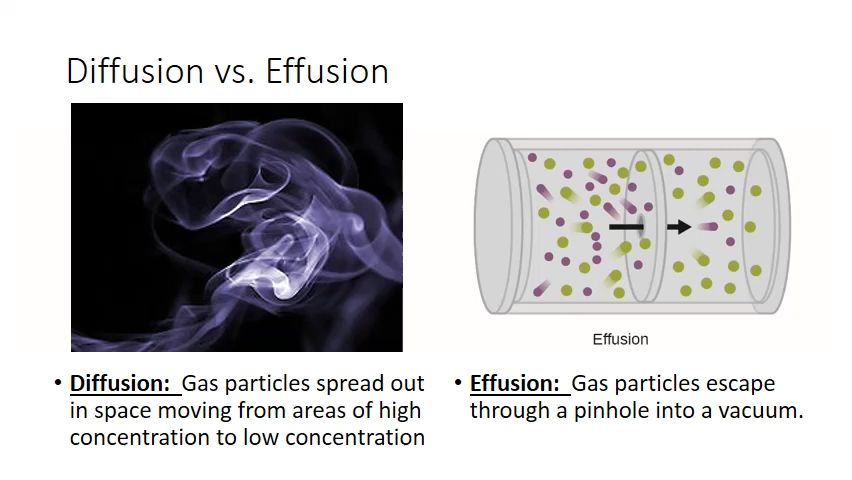 Diffusion vs. Effusion
Effusion
• Diffusion: Gas particles spread out
in space moving from areas of high
concentration to low concentration
• Effusion: Gas particles escape
through a pinhole into a vacuum.